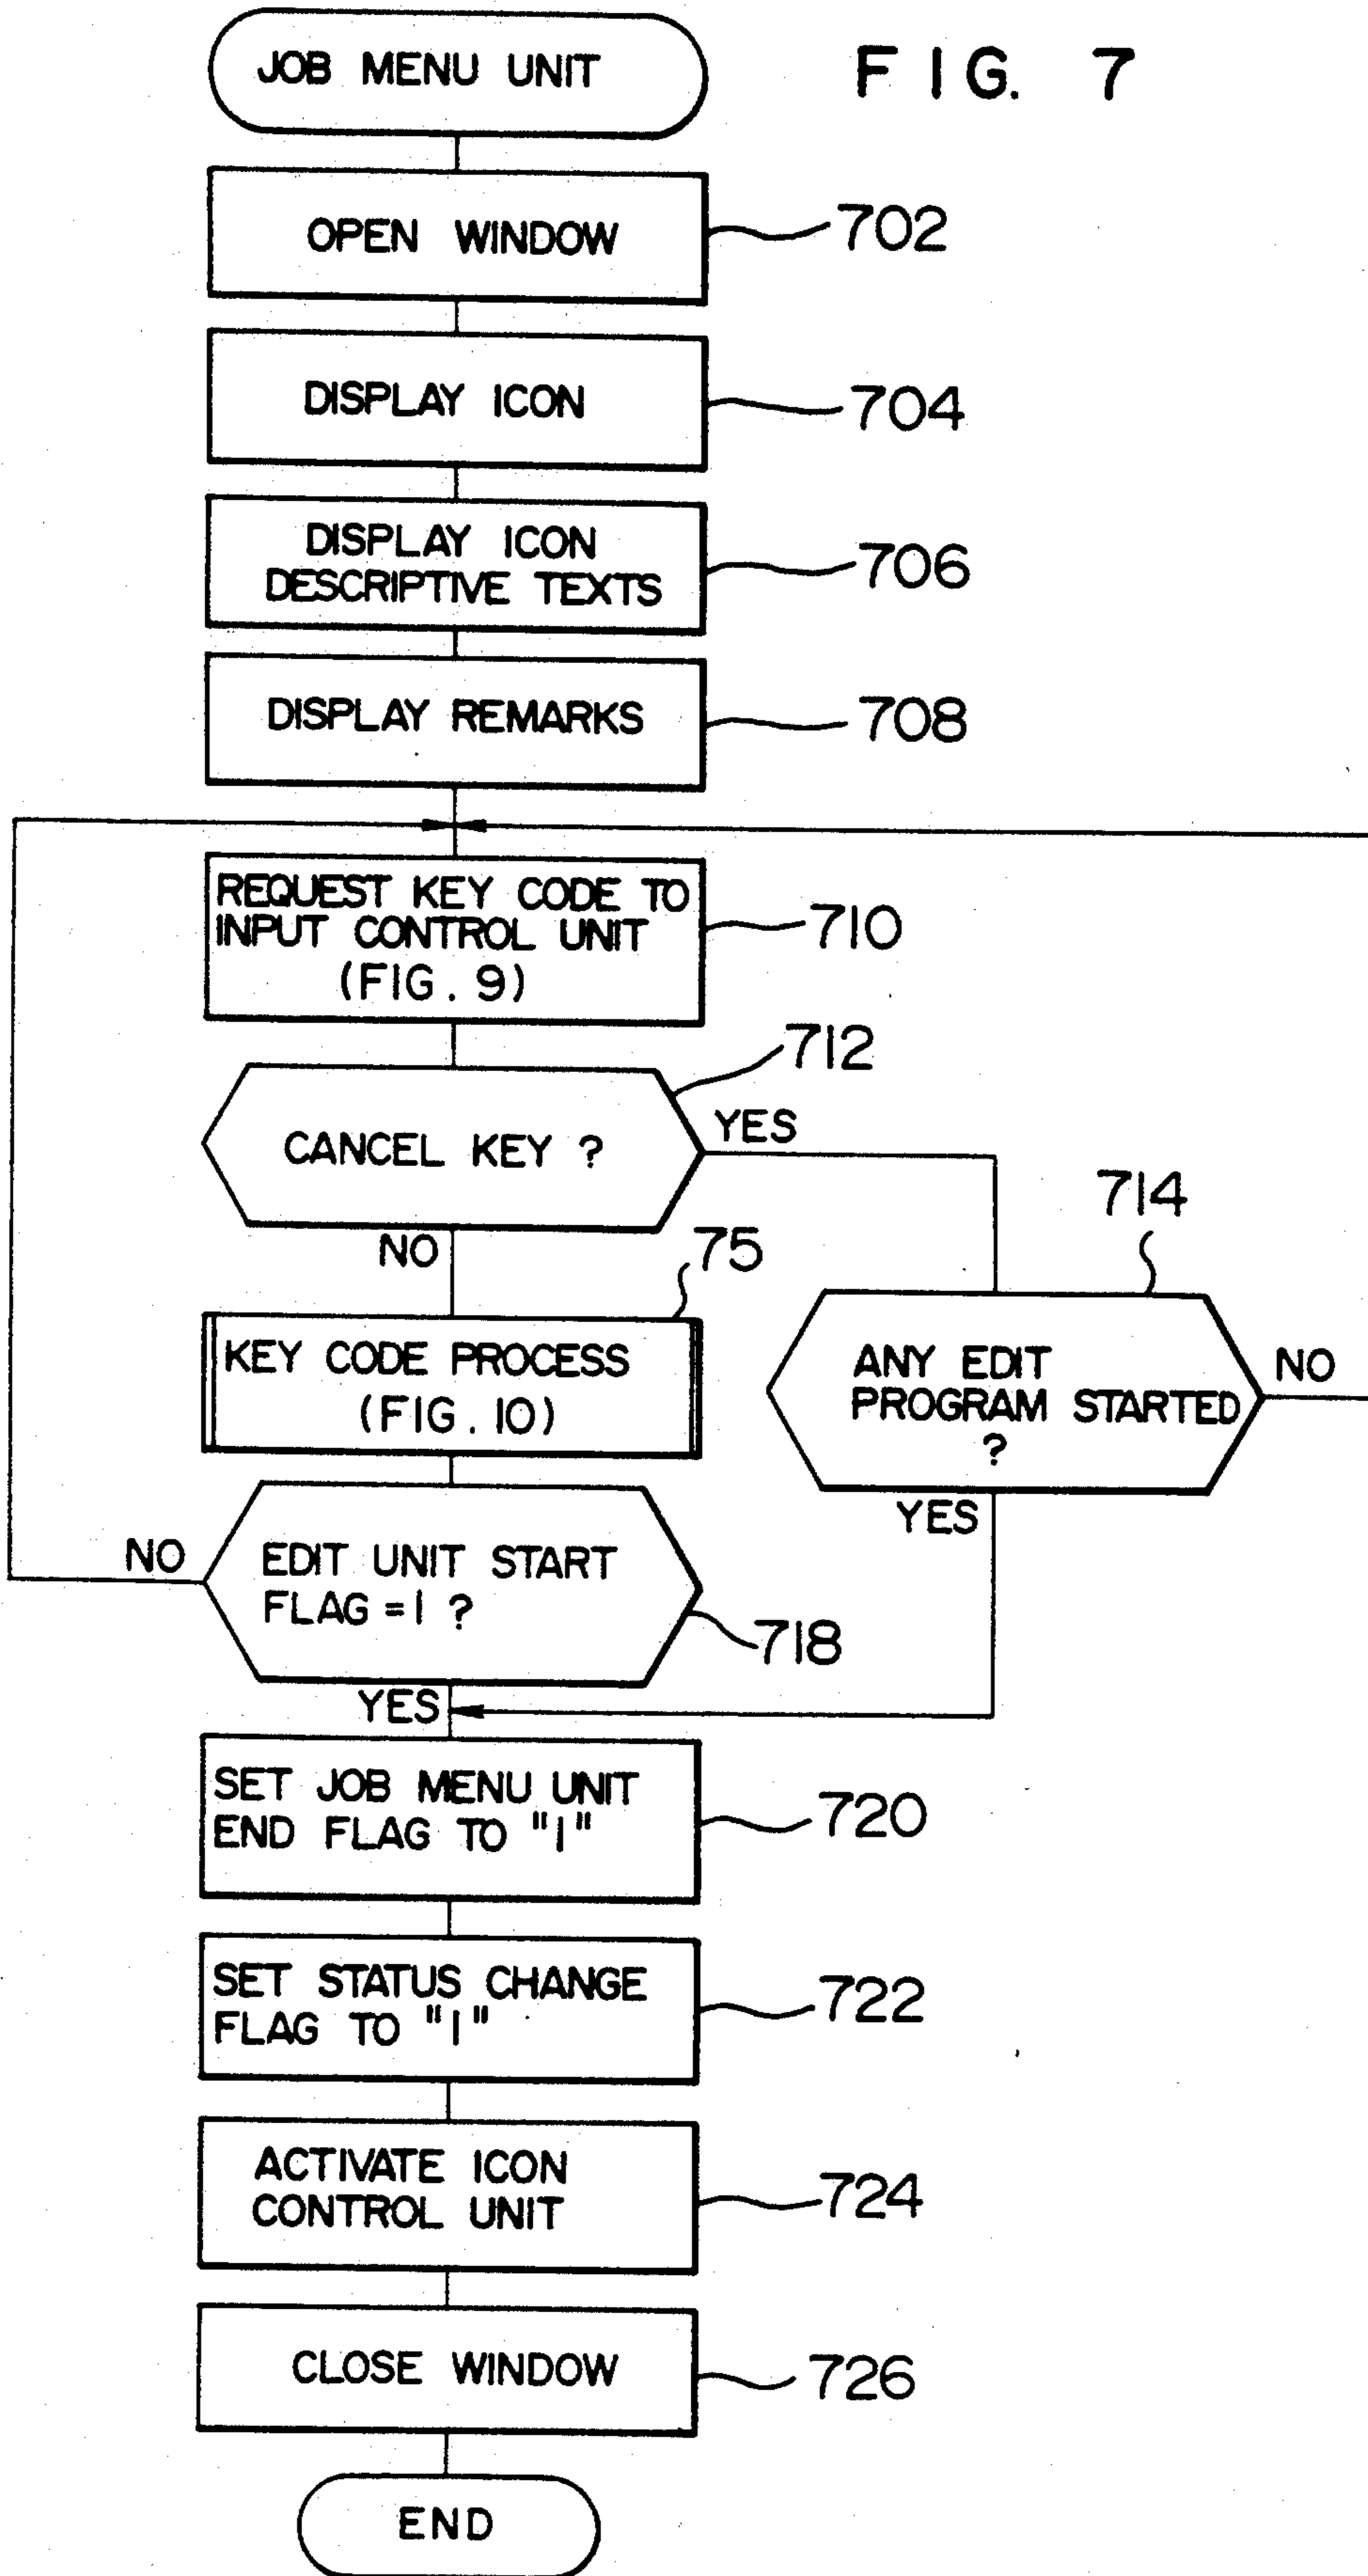 JOB MENU UNIT
FIG. 7
OPEN WINDOW
702
DISPLAY ICON
704
DISPLAY ICON
DESCRIPTIVE TEXTS
706
DISPLAY REMARKS
708
REQUEST KEY CODE TO
INPUT CONTROL UNIT
(FIG. 9)
710
712
CANCEL KEY ?
YES
714
NO
75
KEY CODE PROCESS
(FIG. 10)
ANY EDIT
PROGRAM STARTED
?
NO
YES
NO
EDIT UNIT START
FLAG = 1 ?
718
YES
SET JOB MENU UNIT
END FLAG TO "1"
720
SET STATUS CHANGE
FLAG TO "1"
722
ACTIVATE ICON
CONTROL UNIT
724
CLOSE WINDOW
726
END